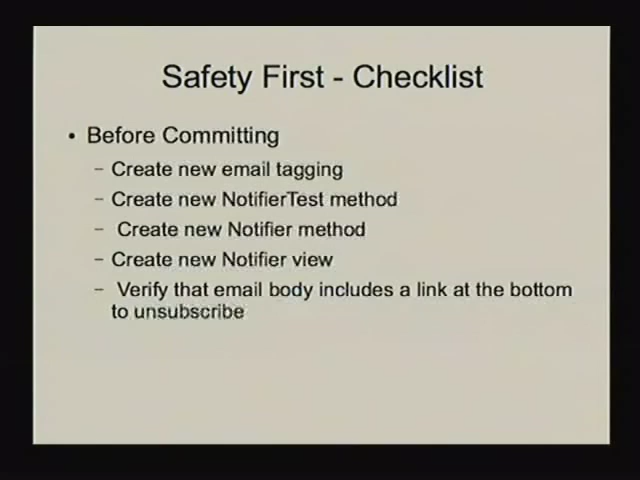 Safety First - Checklist
• Before Committing
– Create new email tagging
– Create new NotifierTest method
– Create new Notifier method
– Create new Notifier view
– Verify that email body includes a link at the bottom
to unsubscribe